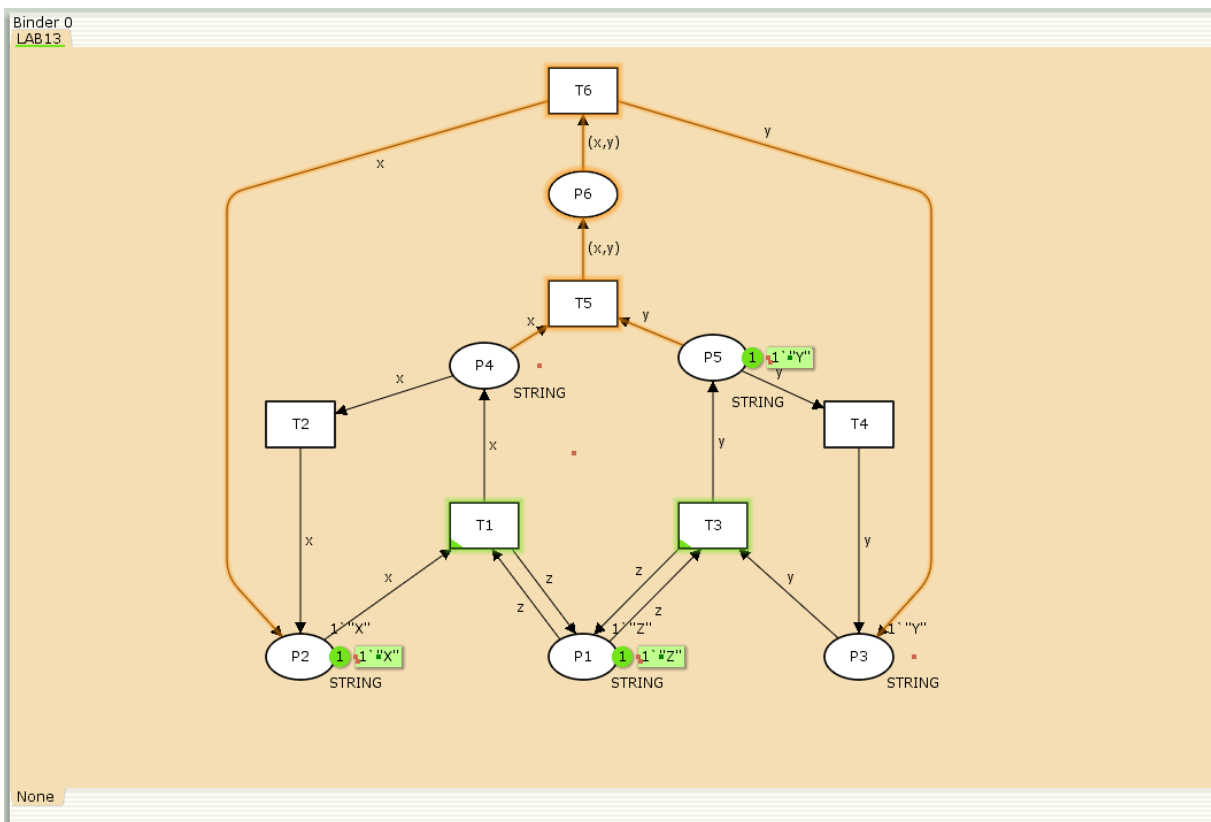 Binder 0
LAB13
T6
x
y
(x,y)
P6
(x,y)
T5
x
y
P4
P5
1
1`"Y"
x
y
STRING
STRING
T2
T4
x
y
T1
T3
x
y
x
z
z
z
z
y
1`"X"
1`"Z"
1`"Y"
P2
1
1`"X"
P1
1
1`"Z"
P3
STRING
STRING
STRING
None